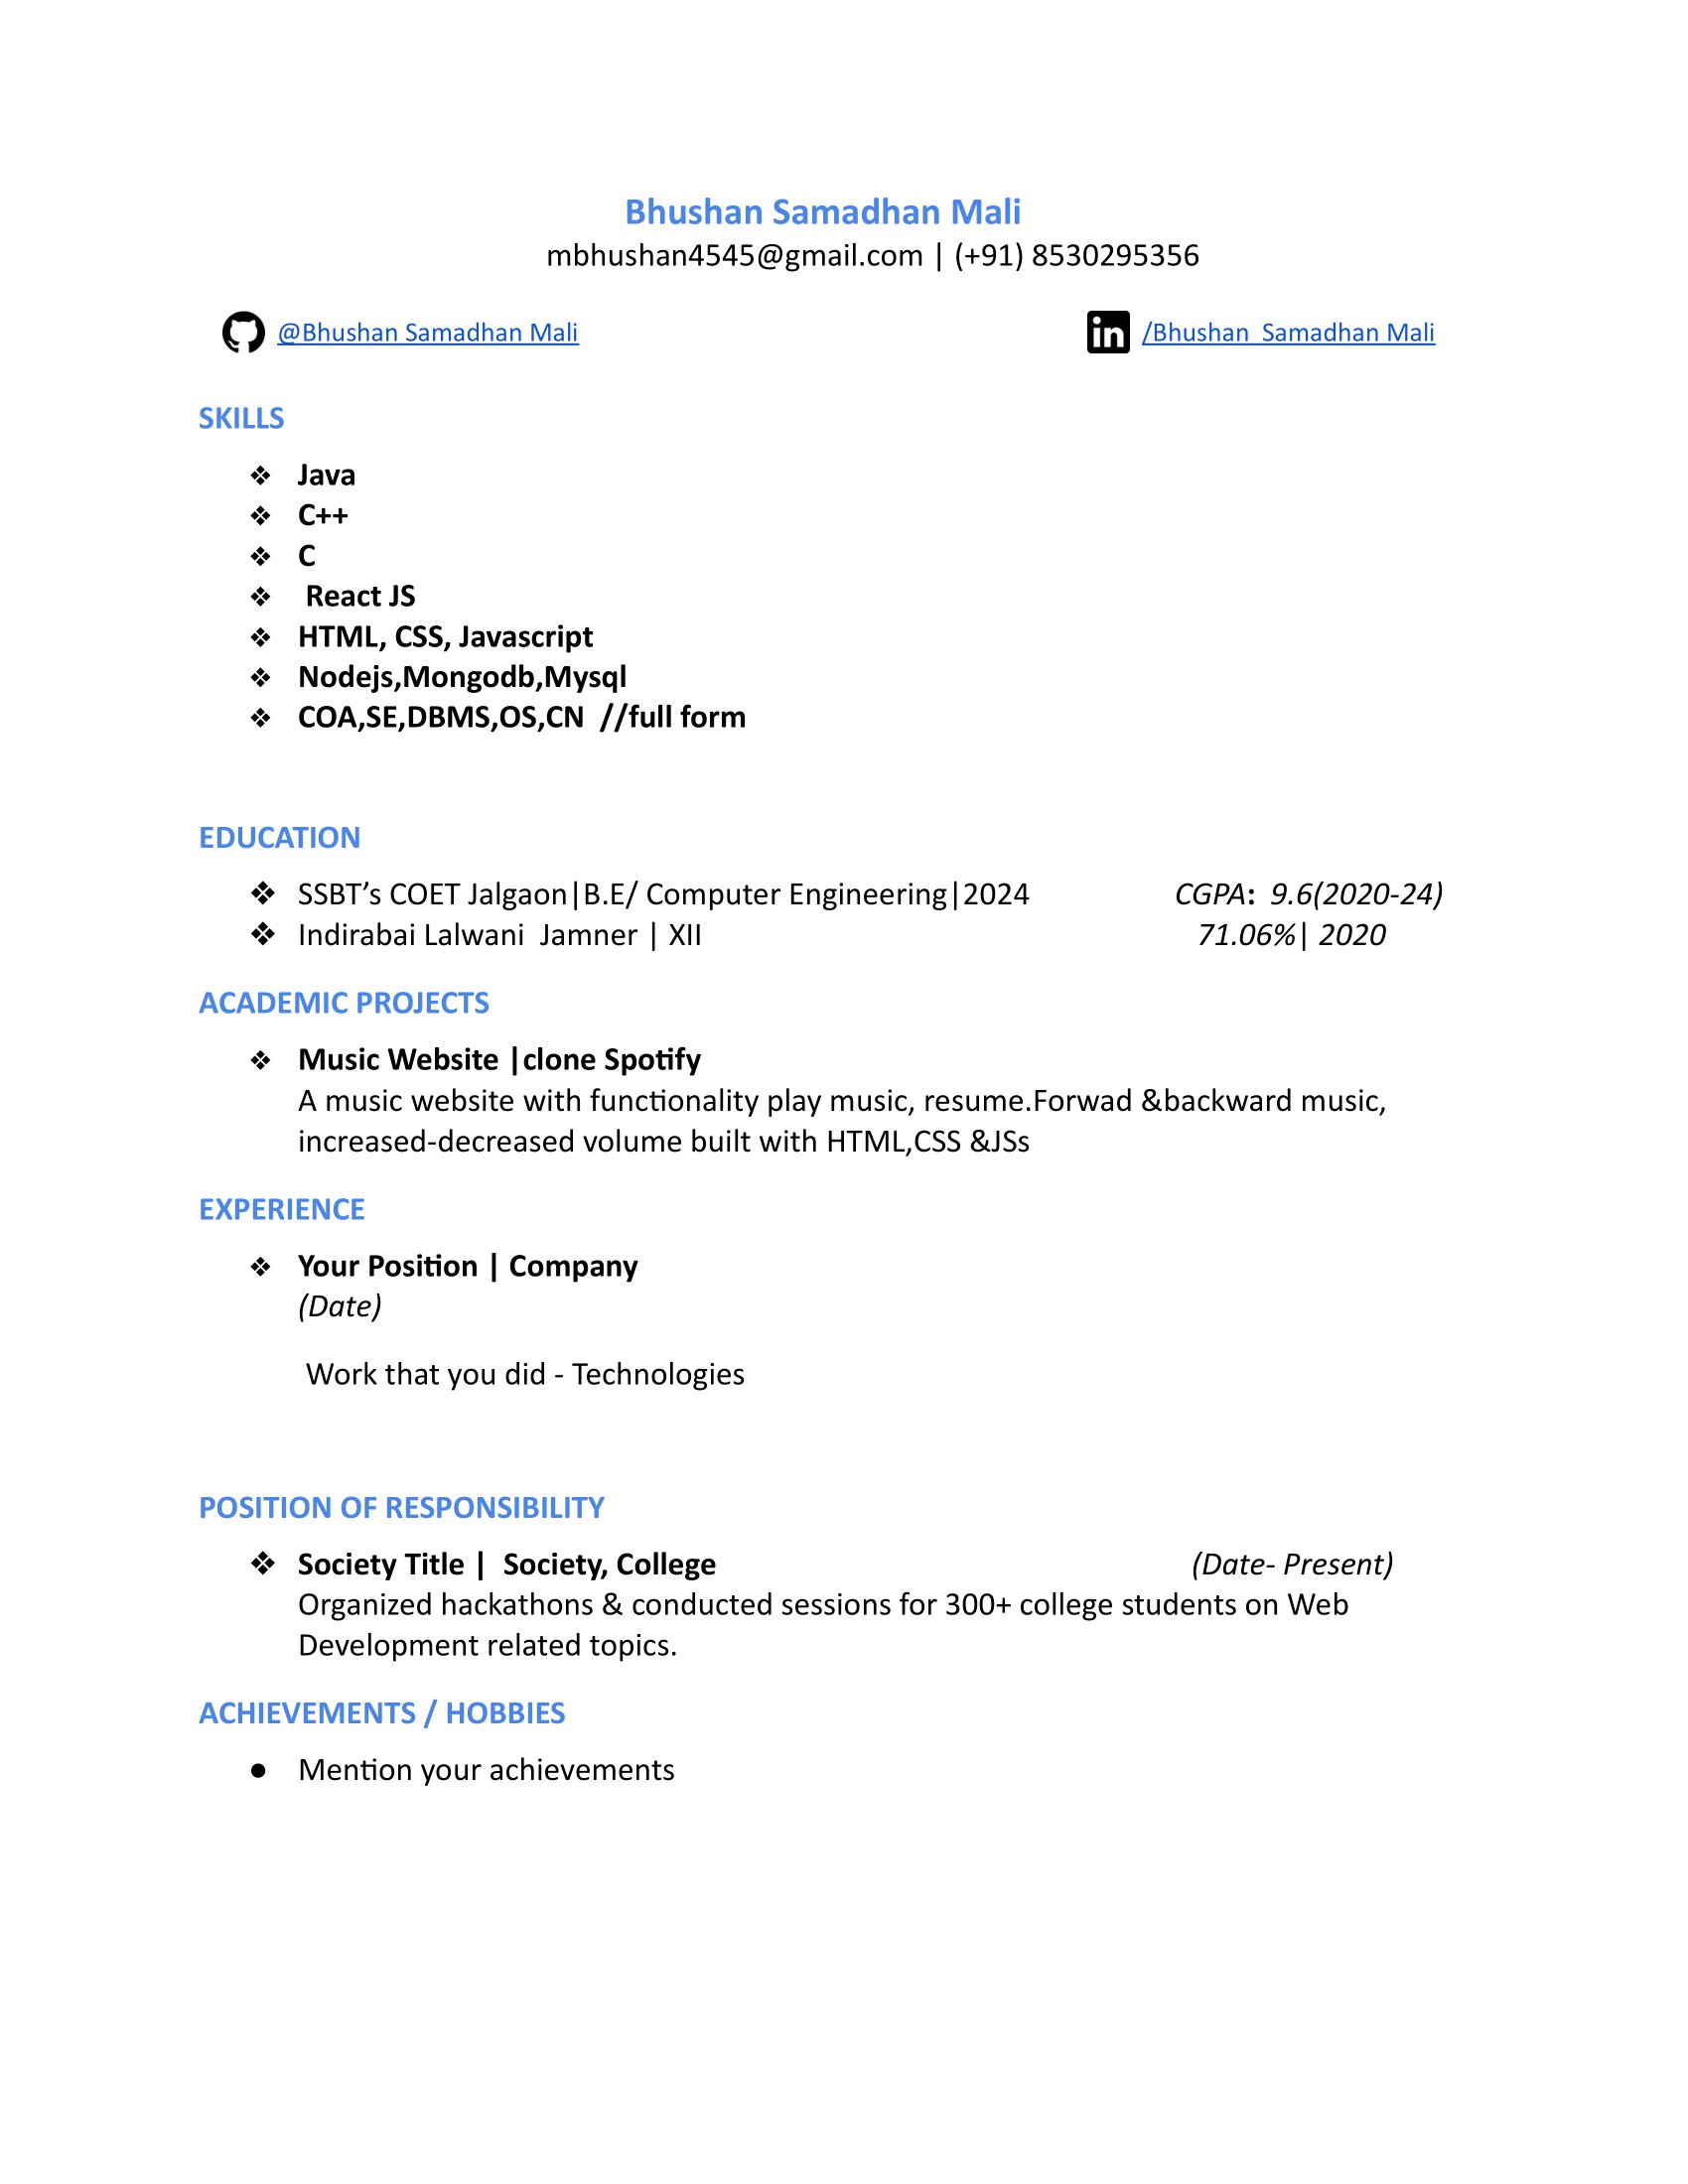 Bhushan Samadhan Mali
mbhushan4545@gmail.com | (+91) 8530295356
@Bhushan Samadhan Mali /Bhushan  Samadhan Mali
SKILLS
❖ Java
❖ C++
❖ C
❖ React JS
❖ HTML, CSS, Javascript
❖ Nodejs,Mongodb,Mysql
❖ COA,SE,DBMS,OS,CN  //full form
EDUCATION
❖ SSBT’s COET Jalgaon|B.E/ Computer Engineering|2024 CGPA:  9.6(2020-24)
❖ Indirabai Lalwani  Jamner | XII 71.06%| 2020
ACADEMIC PROJECTS
❖ Music Website |clone Spotify
A music website with functionality play music, resume.Forwad &backward music,
increased-decreased volume built with HTML,CSS &JSs
EXPERIENCE
❖ Your Position | Company
(Date)
Work that you did - Technologies
POSITION OF RESPONSIBILITY
❖ Society Title |  Society, College (Date- Present)
Organized hackathons & conducted sessions for 300+ college students on Web
Development related topics.
ACHIEVEMENTS / HOBBIES
● Mention your achievements